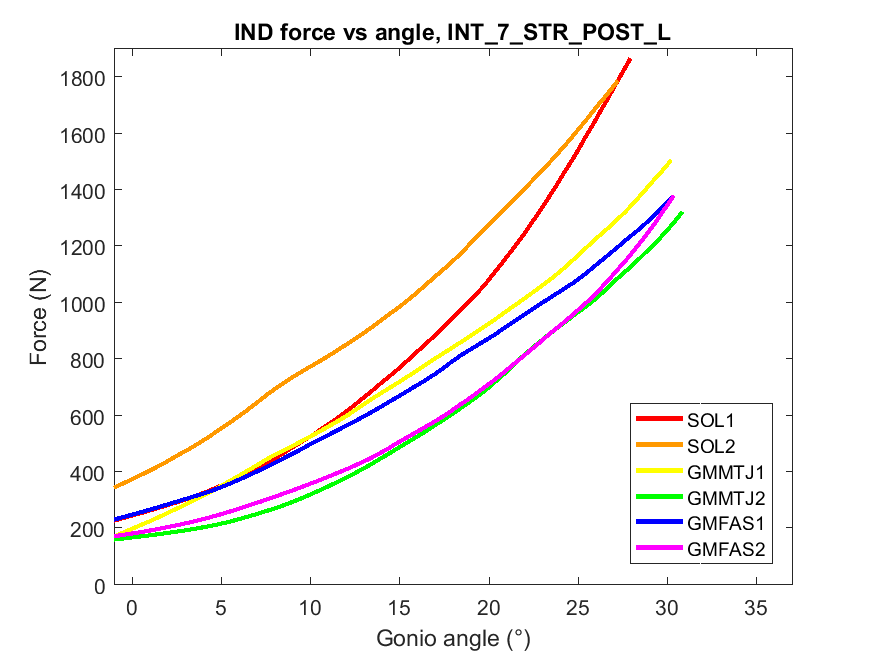 IND force vs angle, INT_7_STR_POST_L
Force (N)
1800
1600
1400
1200
1000
800
600
400
200
0
0 5 10 15 20 25 30 35
Gonio angle (°)
SOL1
SOL2
GMMTJ1
GMMTJ2
GMFAS1
GMFAS2